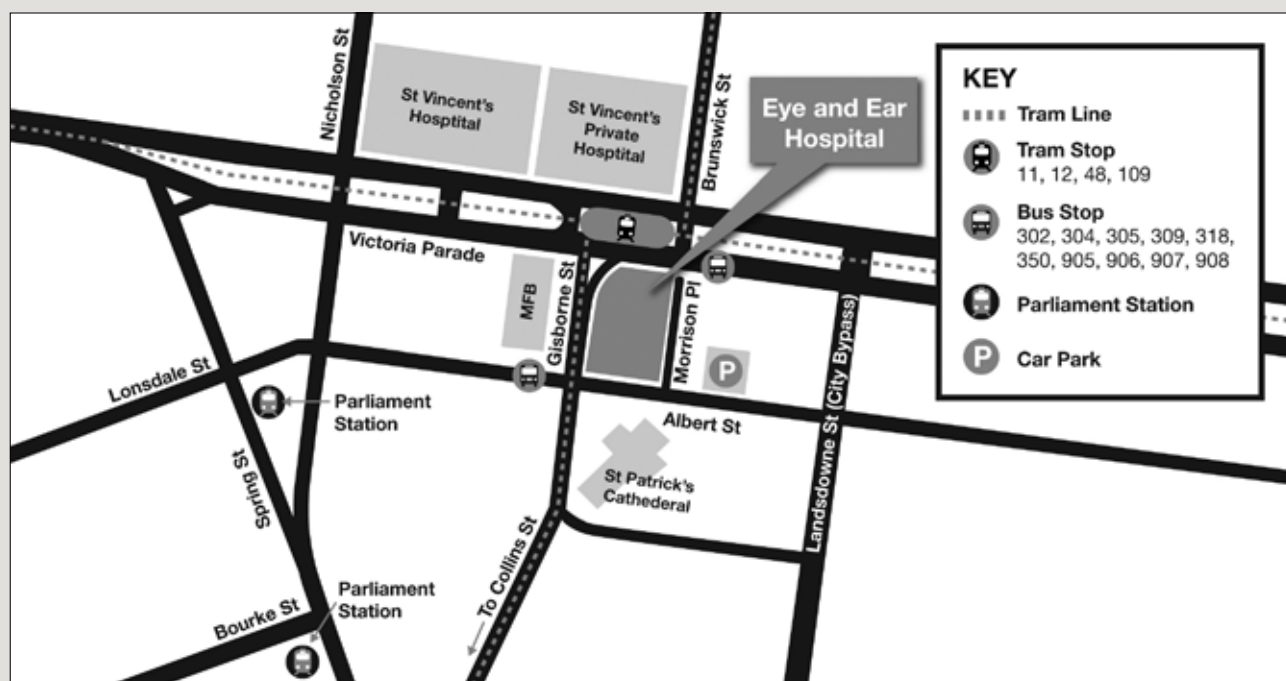 Nicholson St
St Vincent's
Hosptital
St Vincent's
Private
Hosptital
Brunswick St
Eye and Ear
Hospital
Victoria Parade
MFB
Gisborne St
Morrison Pl
P
Landsdowne St (City Bypass)
Lonsdale St
Parliament
Station
Albert St
Spring St
St Patrick's
Cathederal
To Collins St
Parliament
Station
Bourke St
KEY
Tram Line
Tram Stop
11, 12, 48, 109
Bus Stop
302, 304, 305, 309, 318,
350, 905, 906, 907, 908
Parliament Station
P
Car Park